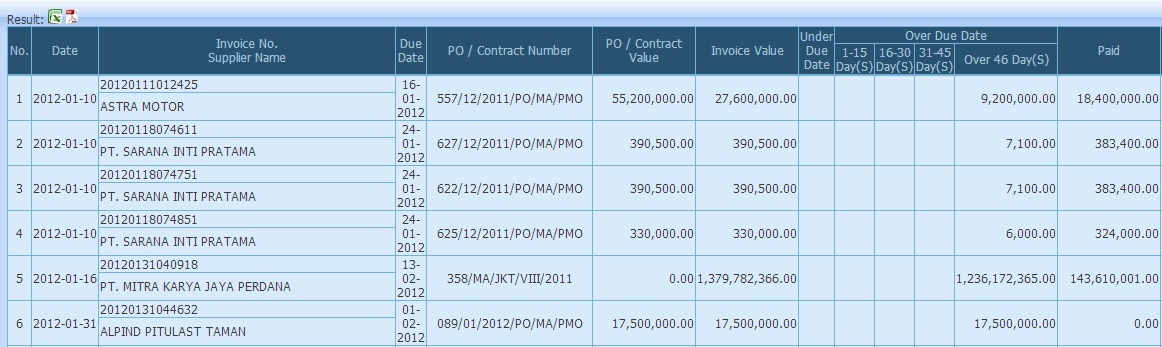 Result:
No. Date Invoice No. Supplier Name Due Date PO / Contract Number PO / Contract Value Invoice Value Under Due Date Over Due Date Paid
1-15 Day(S) 16-30 Day(S) 31-45 Day(S) Over 46 Day(S)
1 2012-01-10 20120111012425 ASTRA MOTOR 16-01-2012 557/12/2011/PO/MA/PMO 55,200,000.00 27,600,000.00 9,200,000.00 18,400,000.00
2 2012-01-10 20120118074611 PT. SARANA INTI PRATAMA 24-01-2012 627/12/2011/PO/MA/PMO 390,500.00 390,500.00 7,100.00 383,400.00
3 2012-01-10 20120118074751 PT. SARANA INTI PRATAMA 24-01-2012 622/12/2011/PO/MA/PMO 390,500.00 390,500.00 7,100.00 383,400.00
4 2012-01-10 20120118074851 PT. SARANA INTI PRATAMA 24-01-2012 625/12/2011/PO/MA/PMO 330,000.00 330,000.00 6,000.00 324,000.00
5 2012-01-16 20120131040918 PT. MITRA KARYA JAYA PERDANA 13-02-2012 358/MA/JKT/VIII/2011 0.00 1,379,782,366.00 1,236,172,365.00 143,610,001.00
6 2012-01-31 20120131044632 ALPIND PITULAST TAMAN 01-02-2012 089/01/2012/PO/MA/PMO 17,500,000.00 17,500,000.00 17,500,000.00 0.00